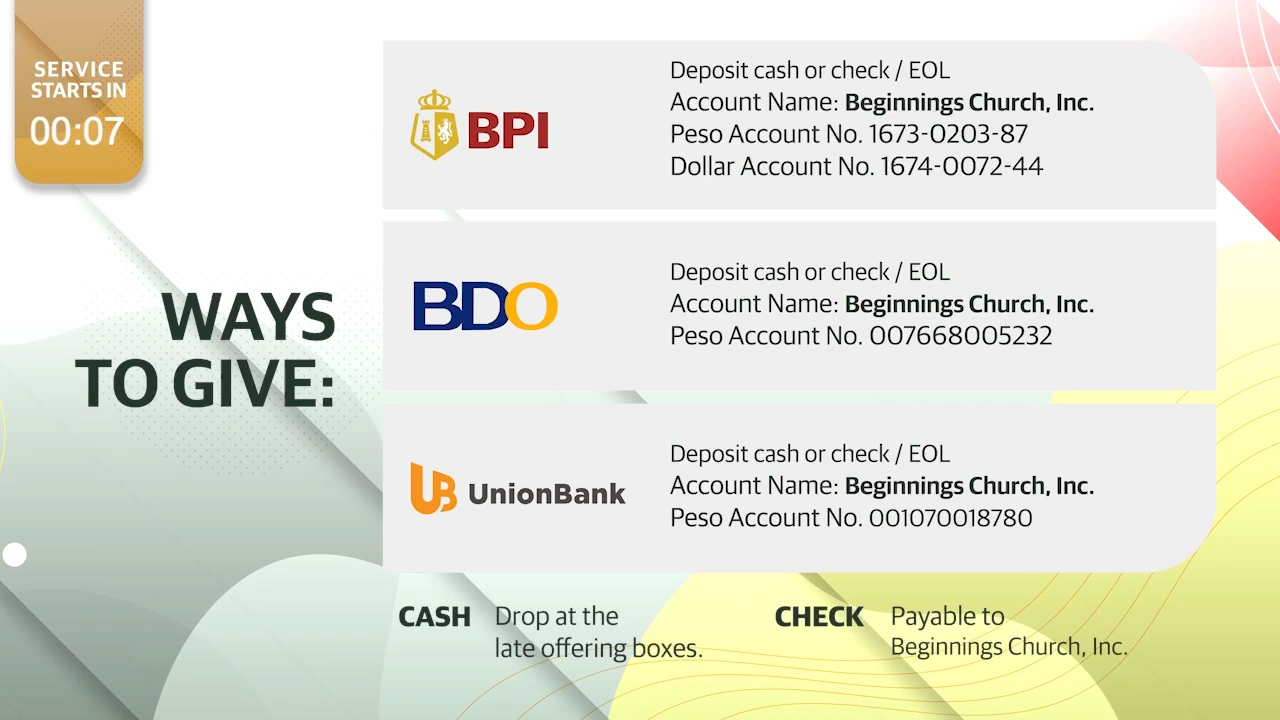 SERVICE
STARTS IN
00:07
WAYS
TO GIVE:
BPI
Deposit cash or check / EOL
Account Name: Beginnings Church, Inc.
Peso Account No. 1673-0203-87
Dollar Account No. 1674-0072-44
BDO
Deposit cash or check / EOL
Account Name: Beginnings Church, Inc.
Peso Account No. 007668005232
UB UnionBank
Deposit cash or check / EOL
Account Name: Beginnings Church, Inc.
Peso Account No. 001070018780
CASH
Drop at the
late offering boxes.
CHECK
Payable to
Beginnings Church, Inc.